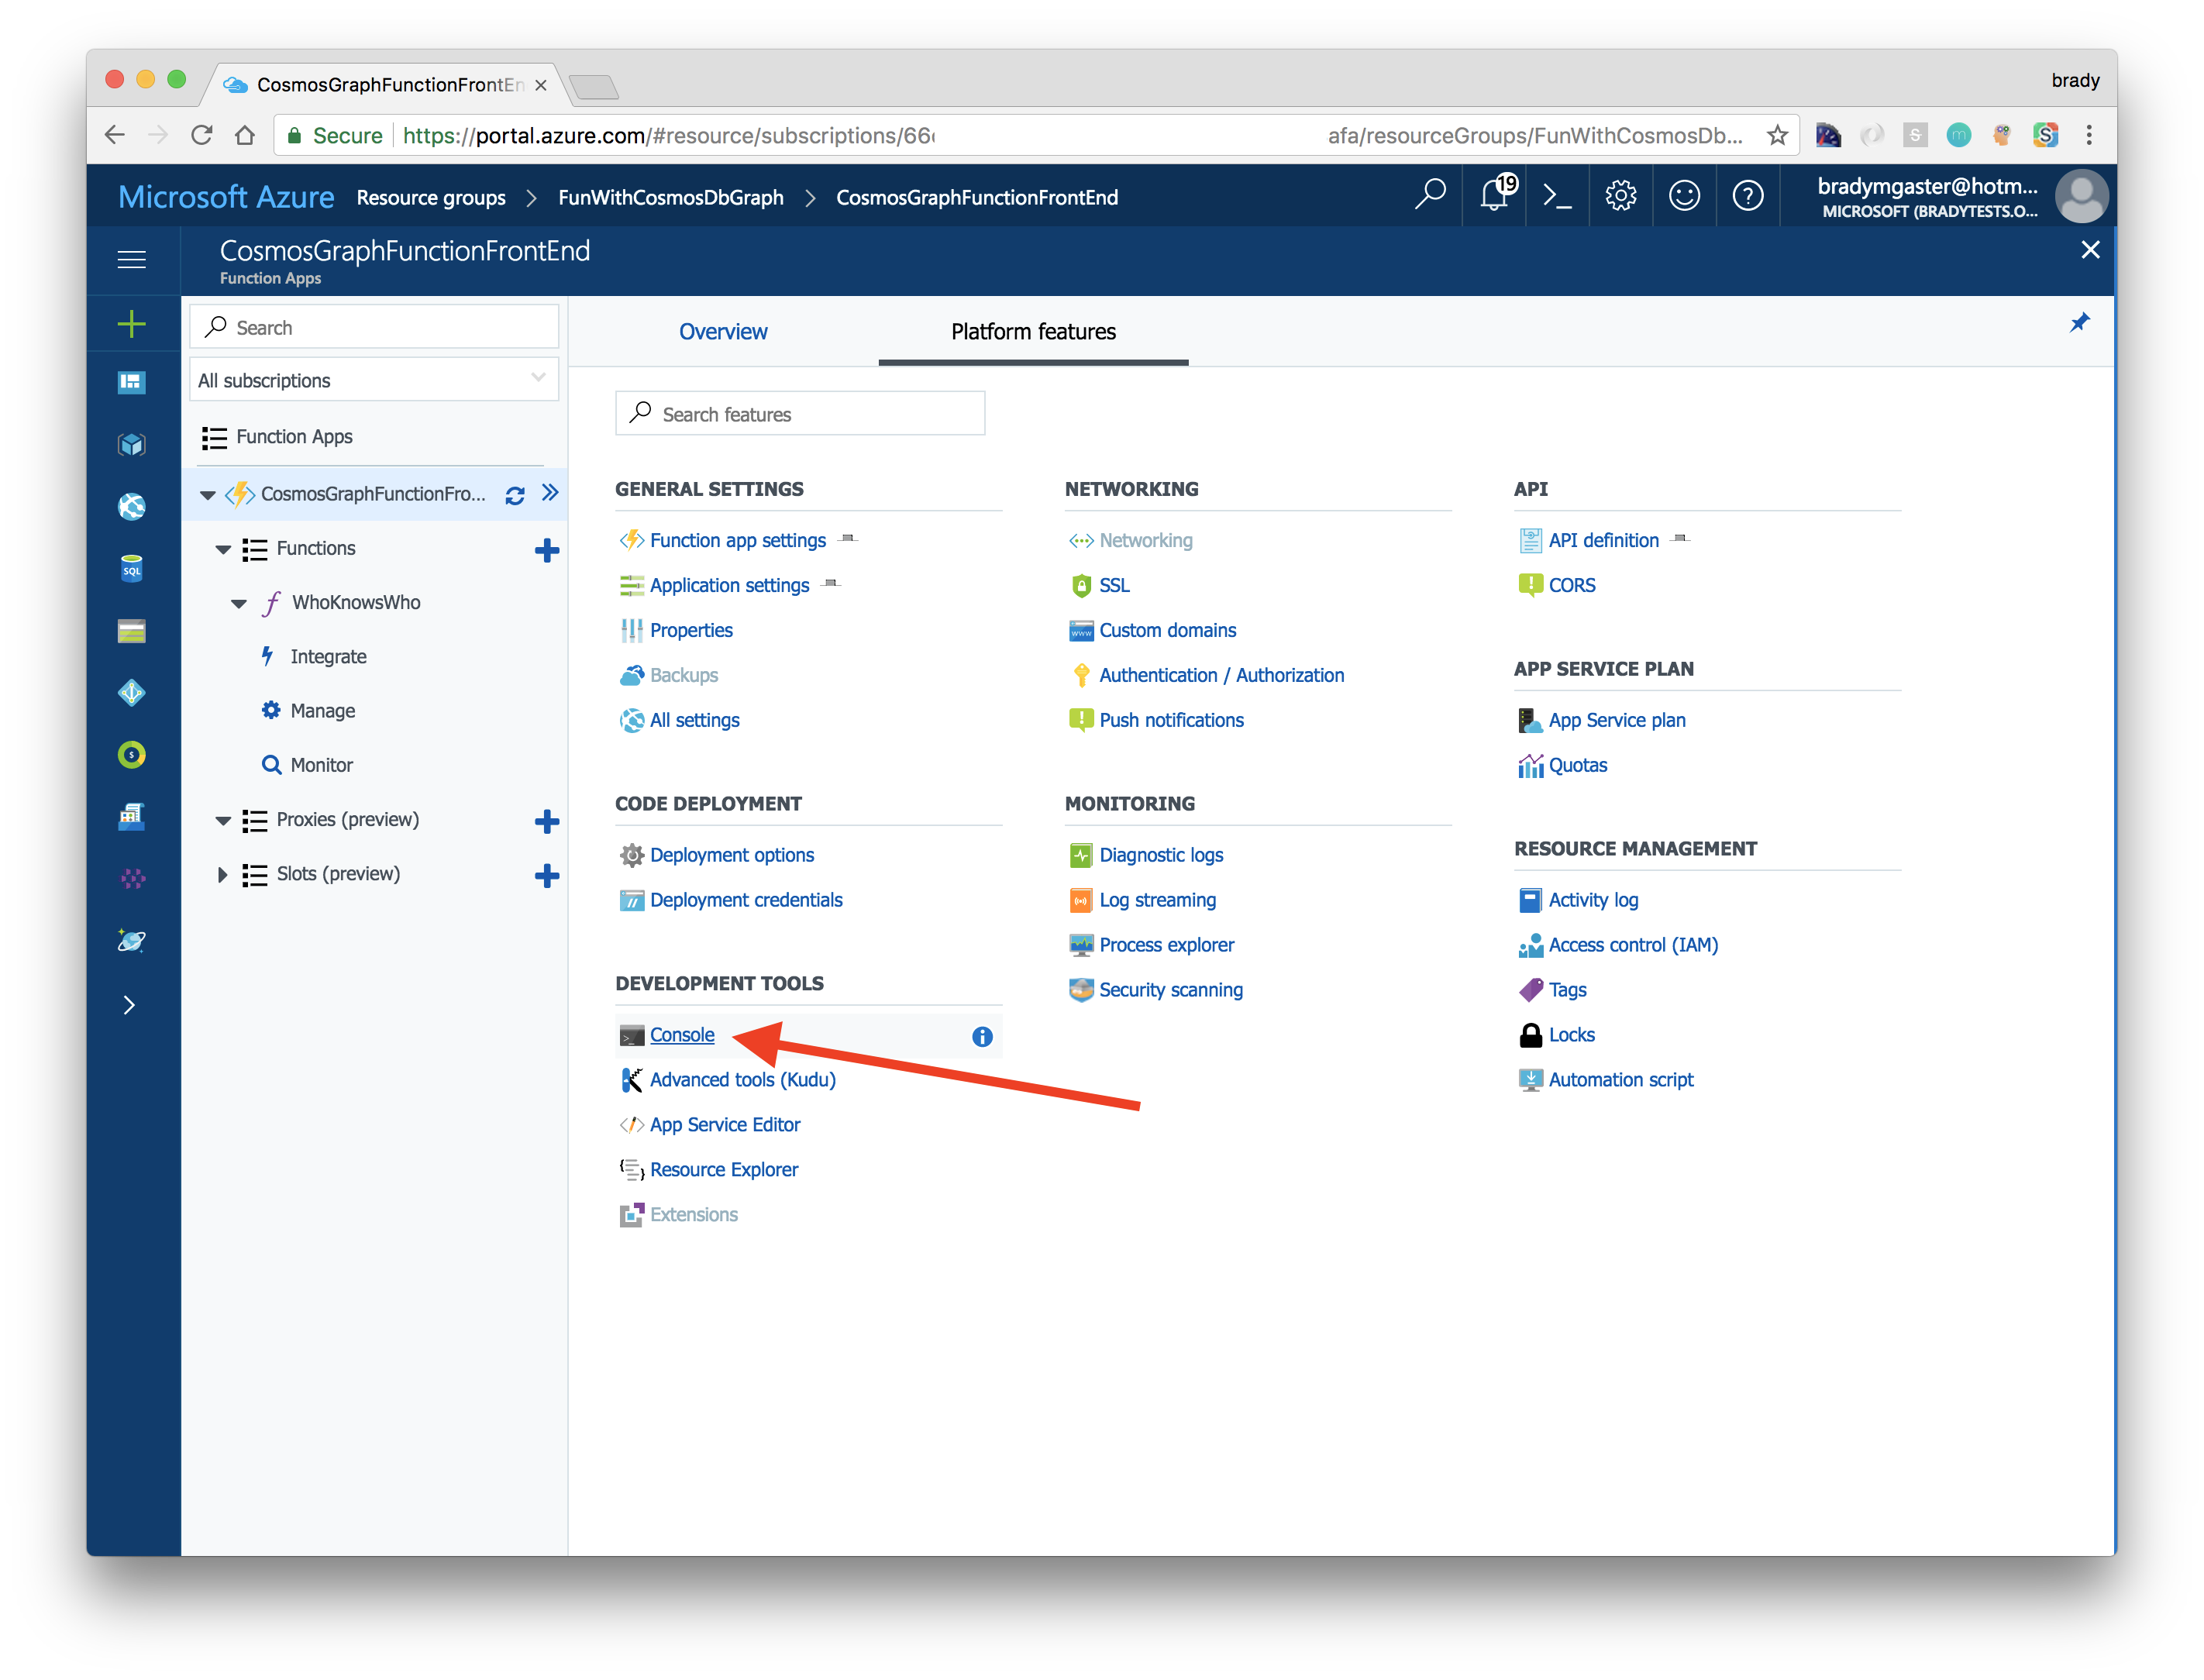 CosmosGraphFunctionFrontEn
brady
Secure https://portal.azure.com/#resource/subscriptions/66 afa/resourceGroups/FunWithCosmosDb...
Microsoft Azure Resource groups > FunWithCosmosDbGraph > CosmosGraphFunctionFrontEnd
19
bradymgaster@hotm...
MICROSOFT (BRADYTESTS.O...
CosmosGraphFunctionFrontEnd
Function Apps
Search
All subscriptions
Function Apps
CosmosGraphFunctionFro...
Functions
WhoKnowsWho
Integrate
Manage
Monitor
Proxies (preview)
Slots (preview)
Overview
Platform features
Search features
GENERAL SETTINGS
Function app settings
Application settings
Properties
Backups
All settings
CODE DEPLOYMENT
Deployment options
Deployment credentials
DEVELOPMENT TOOLS
Console
Advanced tools (Kudu)
App Service Editor
Resource Explorer
Extensions
NETWORKING
Networking
SSL
Custom domains
Authentication / Authorization
Push notifications
MONITORING
Diagnostic logs
Log streaming
Process explorer
Security scanning
API
API definition
CORS
APP SERVICE PLAN
App Service plan
Quotas
RESOURCE MANAGEMENT
Activity log
Access control (IAM)
Tags
Locks
Automation script
SQL
www